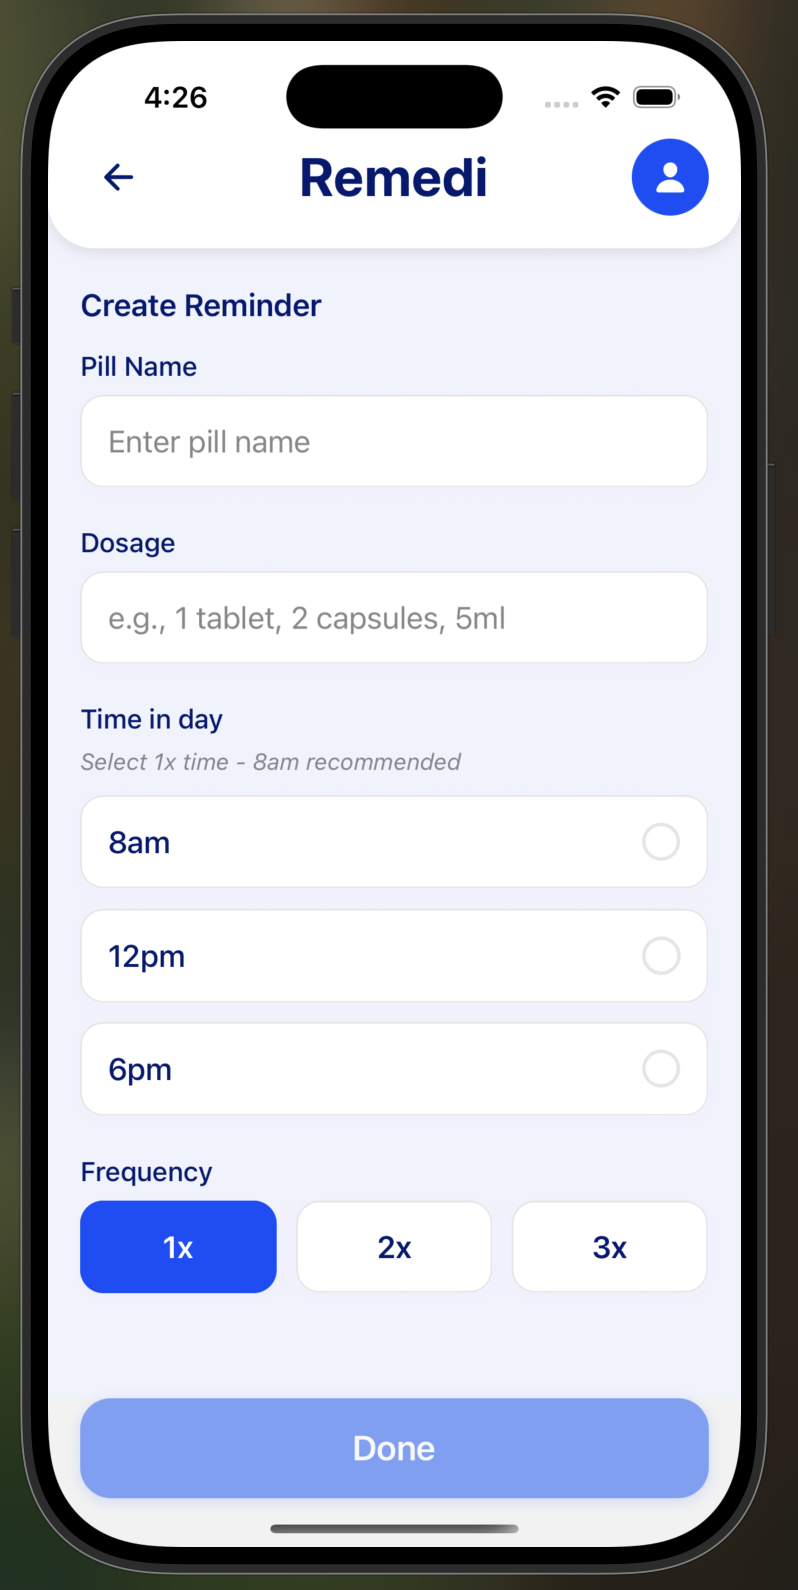 4:26
Remedi
Create Reminder
Pill Name
Enter pill name
Dosage
e.g., 1 tablet, 2 capsules, 5ml
Time in day
Select 1x time - 8am recommended
8am
12pm
6pm
Frequency
1x 2x 3x
Done